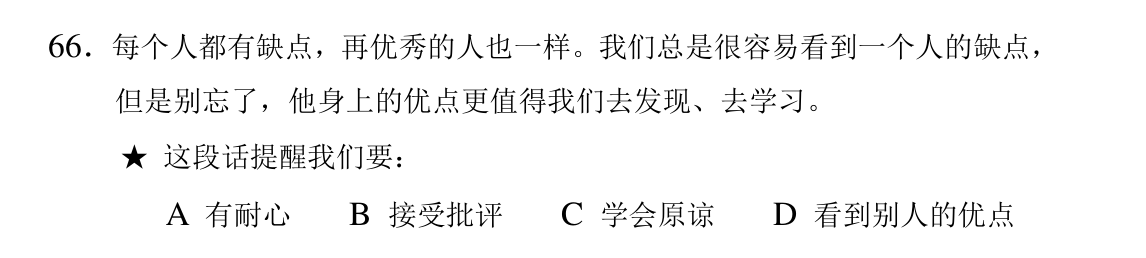 66．每个人都有缺点，再优秀的人也一样。我们总是很容易看到一个人的缺点，
但是别忘了，他身上的优点更值得我们去发现、去学习。
★ 这段话提醒我们要：
A 有耐心 B 接受批评 C 学会原谅 D 看到别人的优点